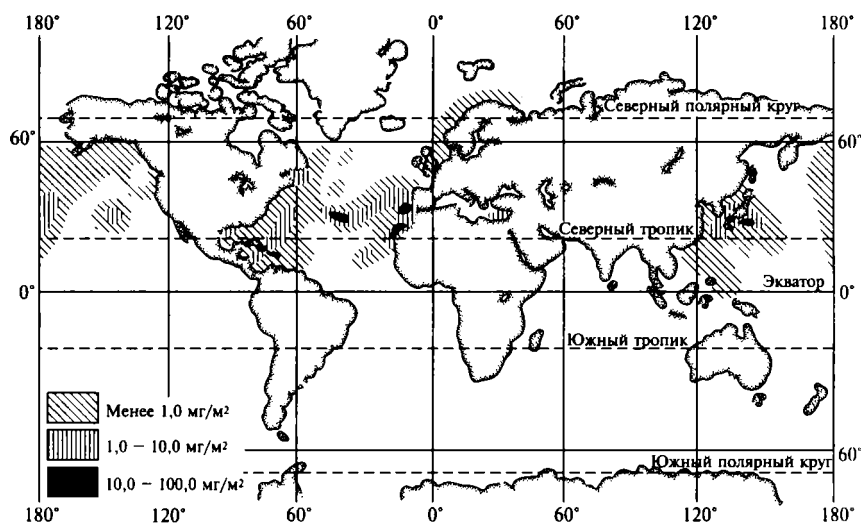 180° 120° 60° 0° 60° 120° 180°
Северный полярный круг
60° 60°
Северный тропик
Экватор
0° 0°
Южный тропик
Менее 1,0 мг/м²
1,0 – 10,0 мг/м²
60°
Южный полярный круг
10,0 – 100,0 мг/м²
180° 120° 60° 0° 60° 120° 180°